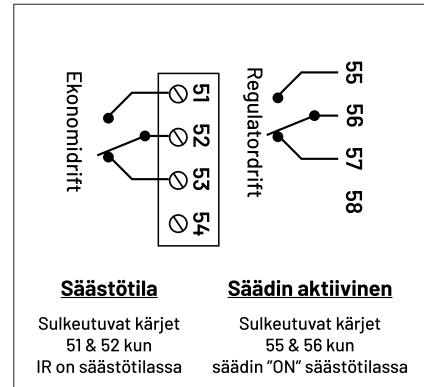 Ekonomidrift
51
52
53
54
Regulatordrift
55
56
57
58
Säästötila
Sulkeutuvat kärjet
51 & 52 kun
IR on säästötilassa
Säädin aktiivinen
Sulkeutuvat kärjet
55 & 56 kun
säädin ”ON” säästötilassa